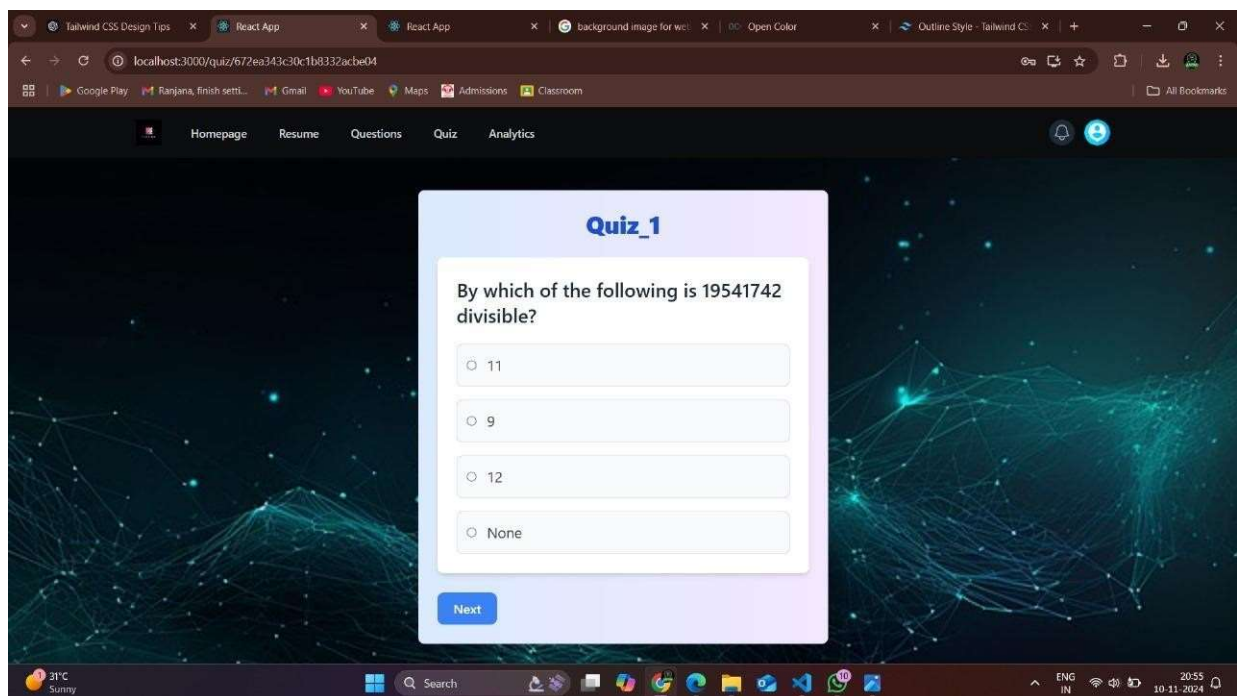 Tailwind CSS Design Tips
React App
React App
background image for we
Open Color
Outline Style - Tailwind CS
localhost:3000/quiz/672ea343c30c1b8332acbe04
Google Play
Ranjana, finish setti...
Gmail
YouTube
Maps
Admissions
Classroom
All Bookmarks
Homepage
Resume
Questions
Quiz
Analytics
Quiz_1
By which of the following is 19541742
divisible?
11
9
12
None
Next
1
31°C
Sunny
Search
10
ENG
IN
20:55
10-11-2024